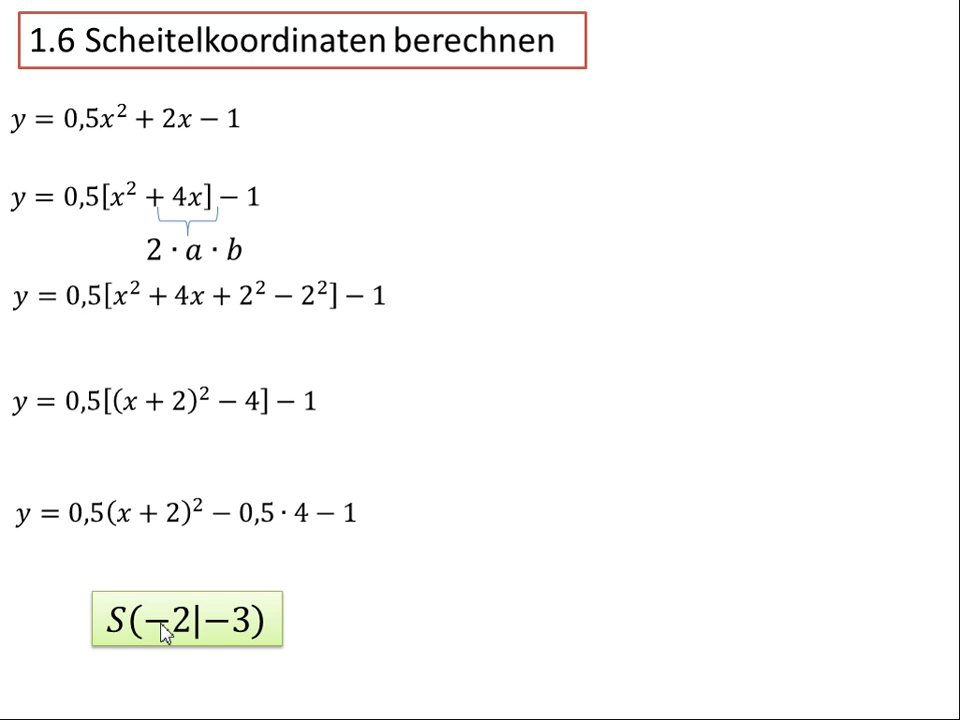 1.6 Scheitelkoordinaten berechnen
y = 0,5x² + 2x − 1
y = 0,5[x² + 4x] − 1
2 · a · b
y = 0,5[x² + 4x + 2² − 2²] − 1
y = 0,5[(x + 2)² − 4] − 1
y = 0,5(x + 2)² − 0,5 · 4 − 1
S(−2|−3)